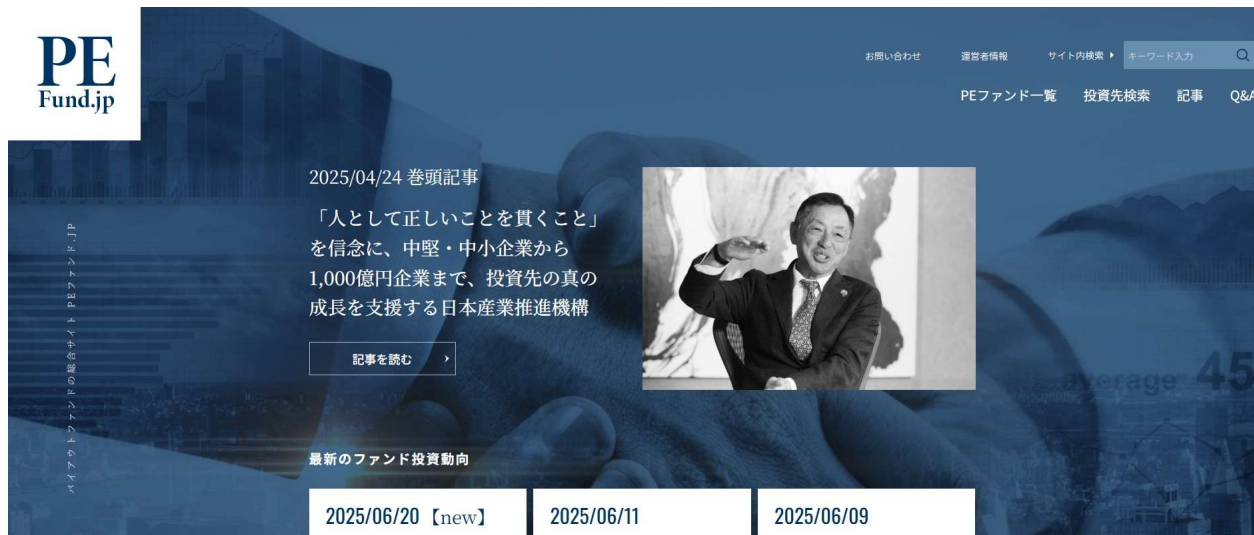 PE
Fund.jp
お問い合わせ
運営者情報
サイト内検索
キーワード入力
PEファンド一覧
投資先検索
記事
Q&A
2025/04/24 巻頭記事
「人として正しいことを貫くこと」
を信念に、中堅・中小企業から
1,000億円企業まで、投資先の真の
成長を支援する日本産業推進機構
記事を読む
バイアウトファンドの総合サイト PEファンド.JP
average 45
最新のファンド投資動向
2025/06/20【new】
2025/06/11
2025/06/09